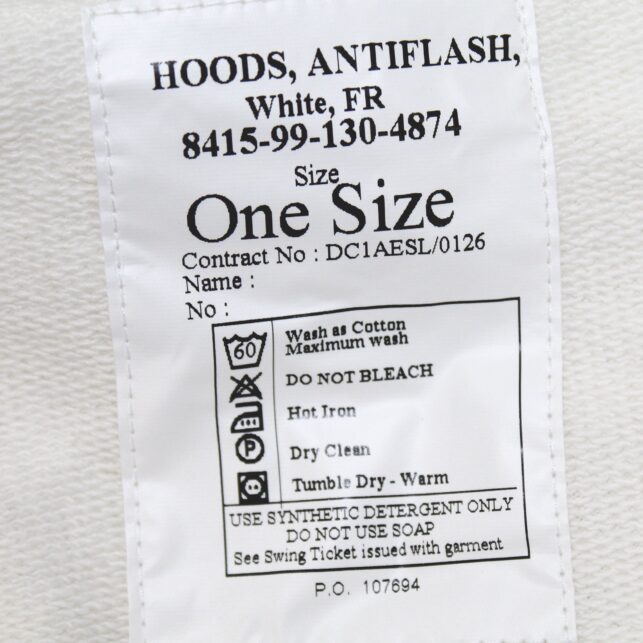 HOODS, ANTIFLASH,
White, FR
8415-99-130-4874
Size
One Size
Contract No : DC1AESL/0126
Name :
No :
60
Wash as Cotton
Maximum wash
DO NOT BLEACH
Hot Iron
P
Dry Clean
Tumble Dry - Warm
USE SYNTHETIC DETERGENT ONLY
DO NOT USE SOAP
See Swing Ticket issued with garment
P.O. 107694